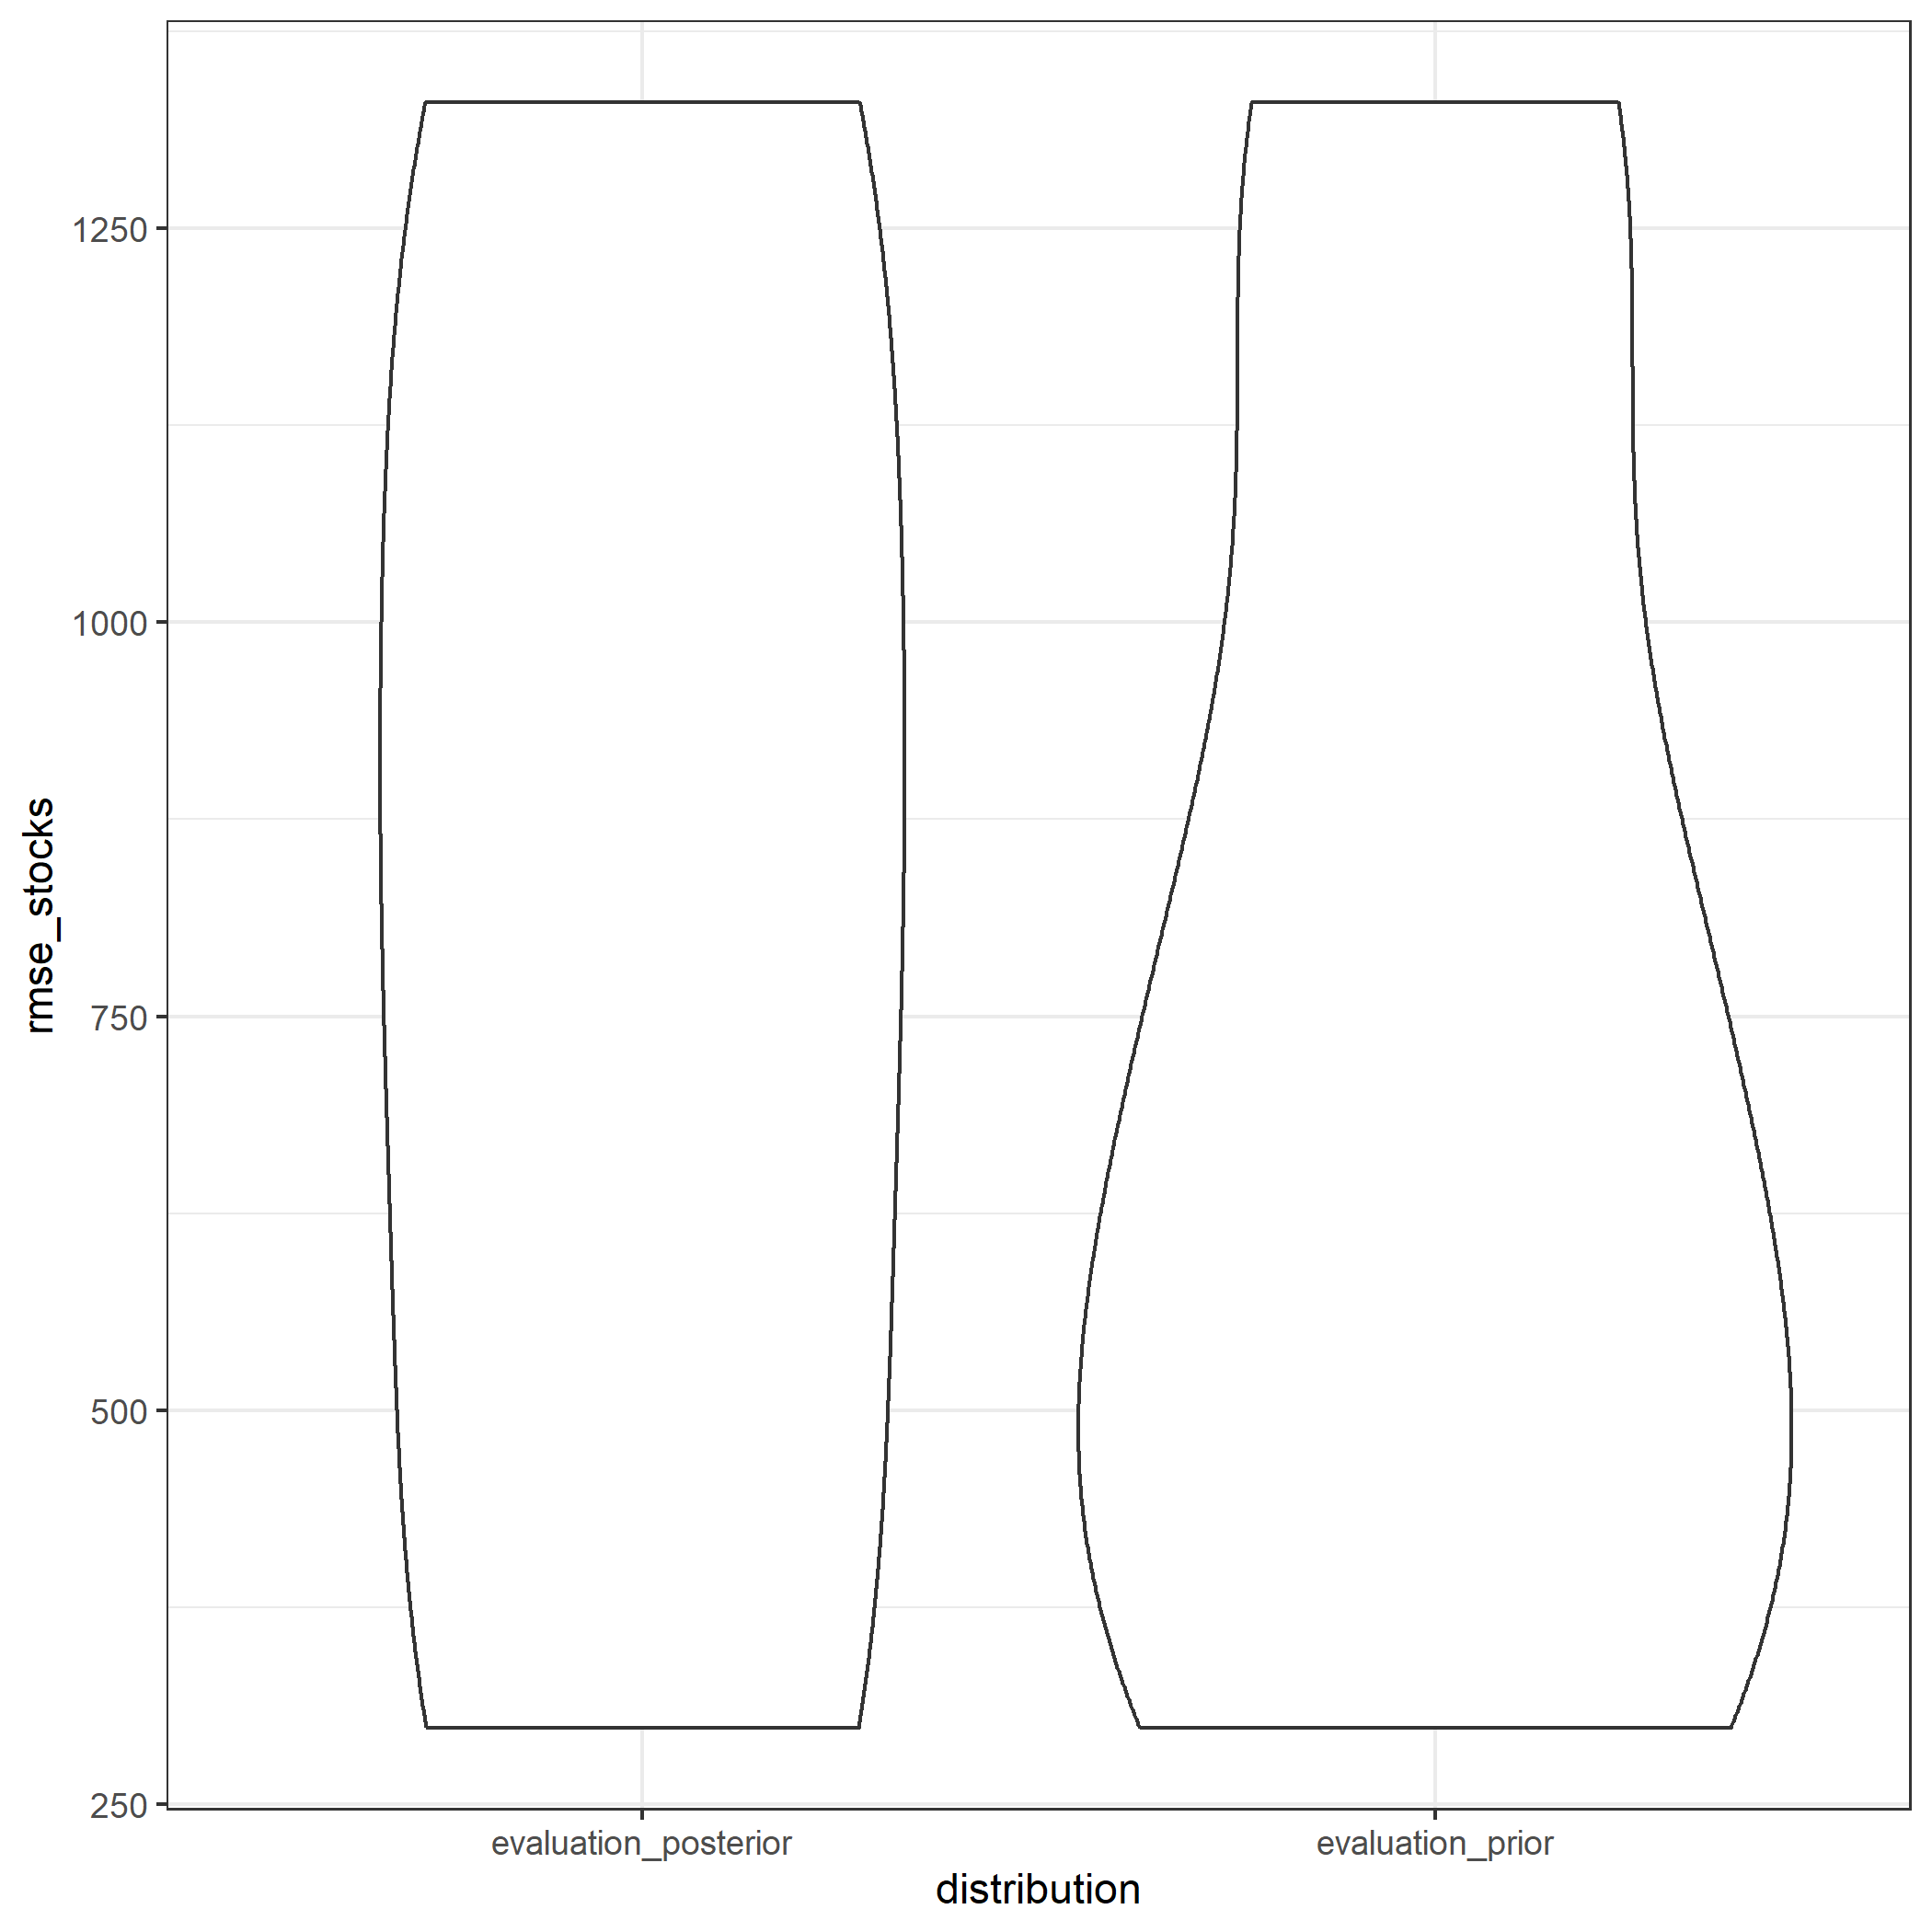 1250
1000
750
500
250
rmse_stocks
evaluation_posterior
evaluation_prior
distribution